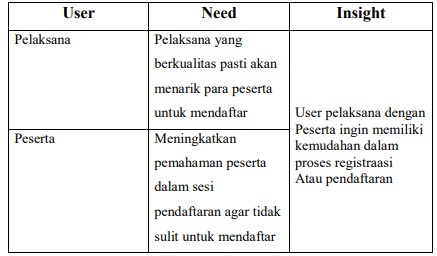 User Need Insight
Pelaksana
Pelaksana yang
berkualitas pasti akan
menarik para peserta
untuk mendaftar
Peserta
Meningkatkan
pemahaman peserta
dalam sesi
pendaftaran agar tidak
sulit untuk mendaftar
User pelaksana dengan
Peserta ingin memiliki
kemudahan dalam
proses registraasi
Atau pendaftaran